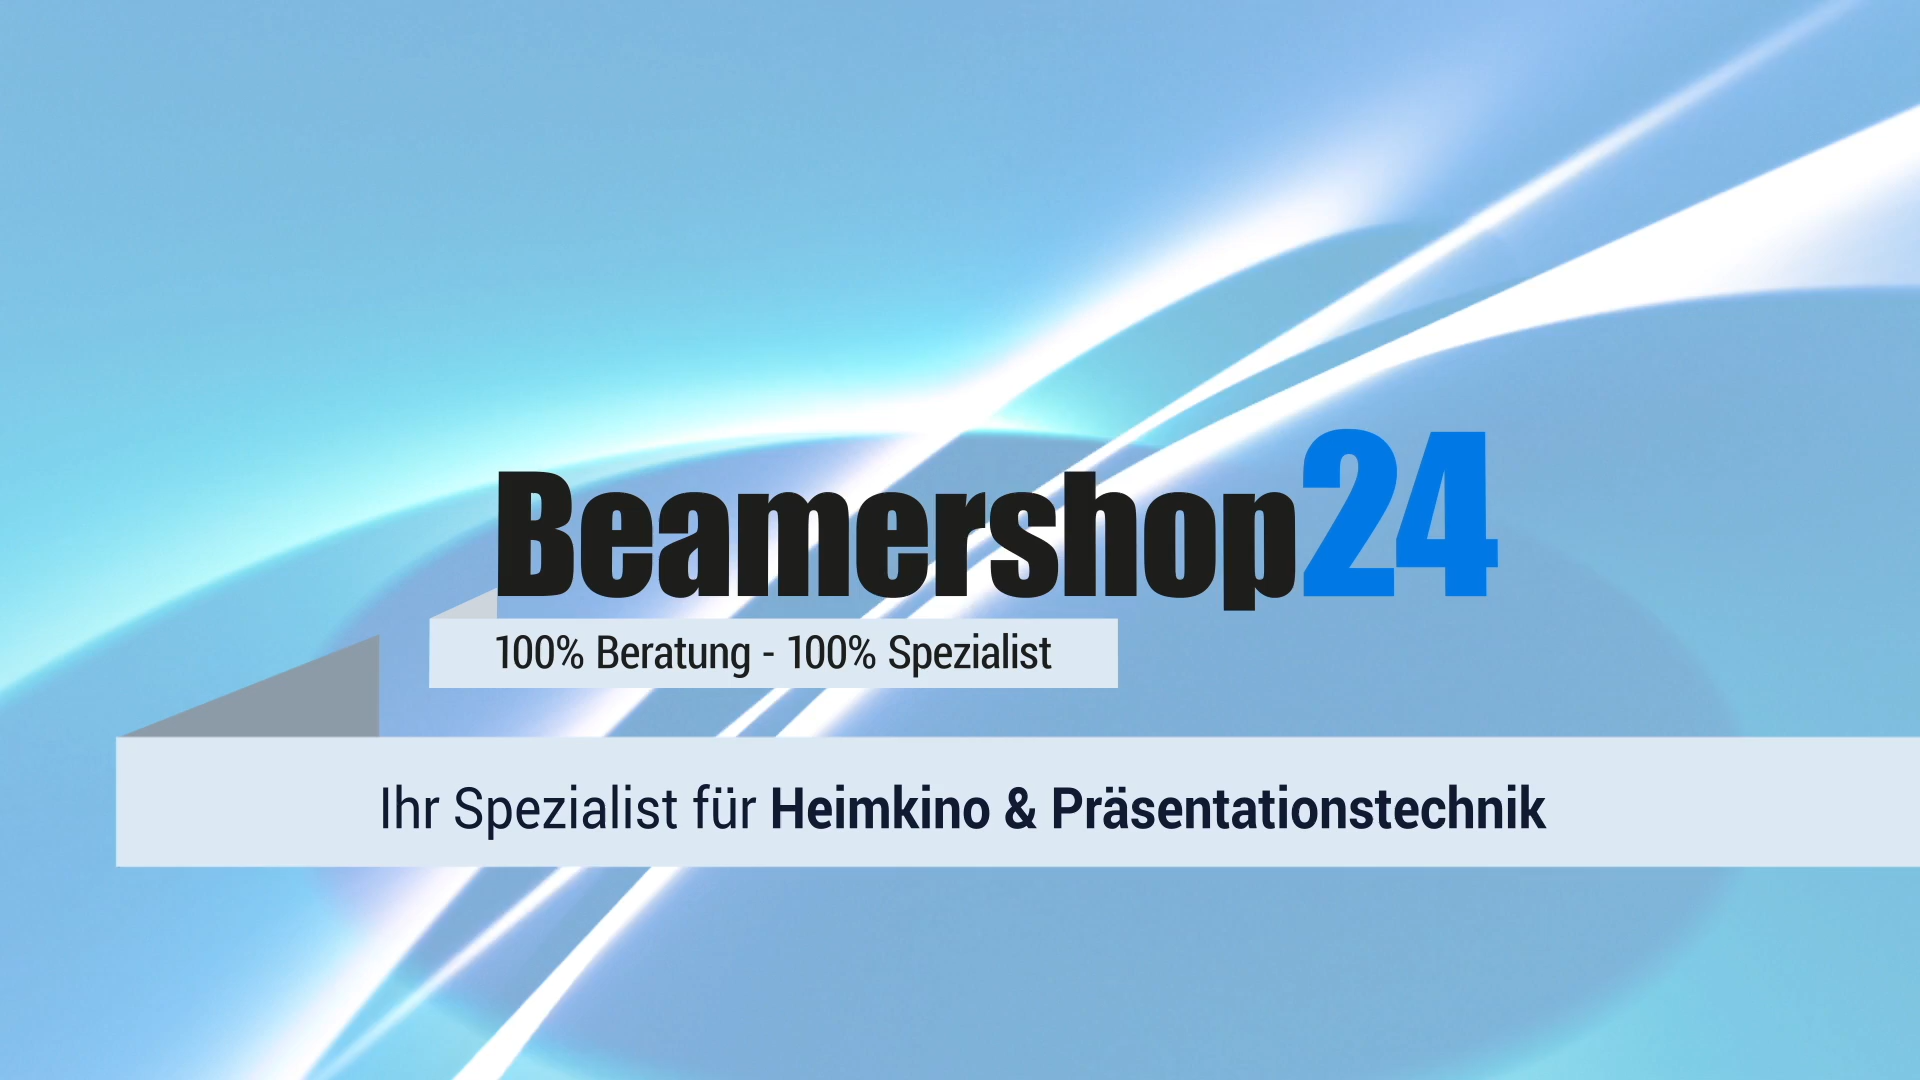 Beamershop24
100% Beratung - 100% Spezialist
Ihr Spezialist für Heimkino & Präsentationstechnik